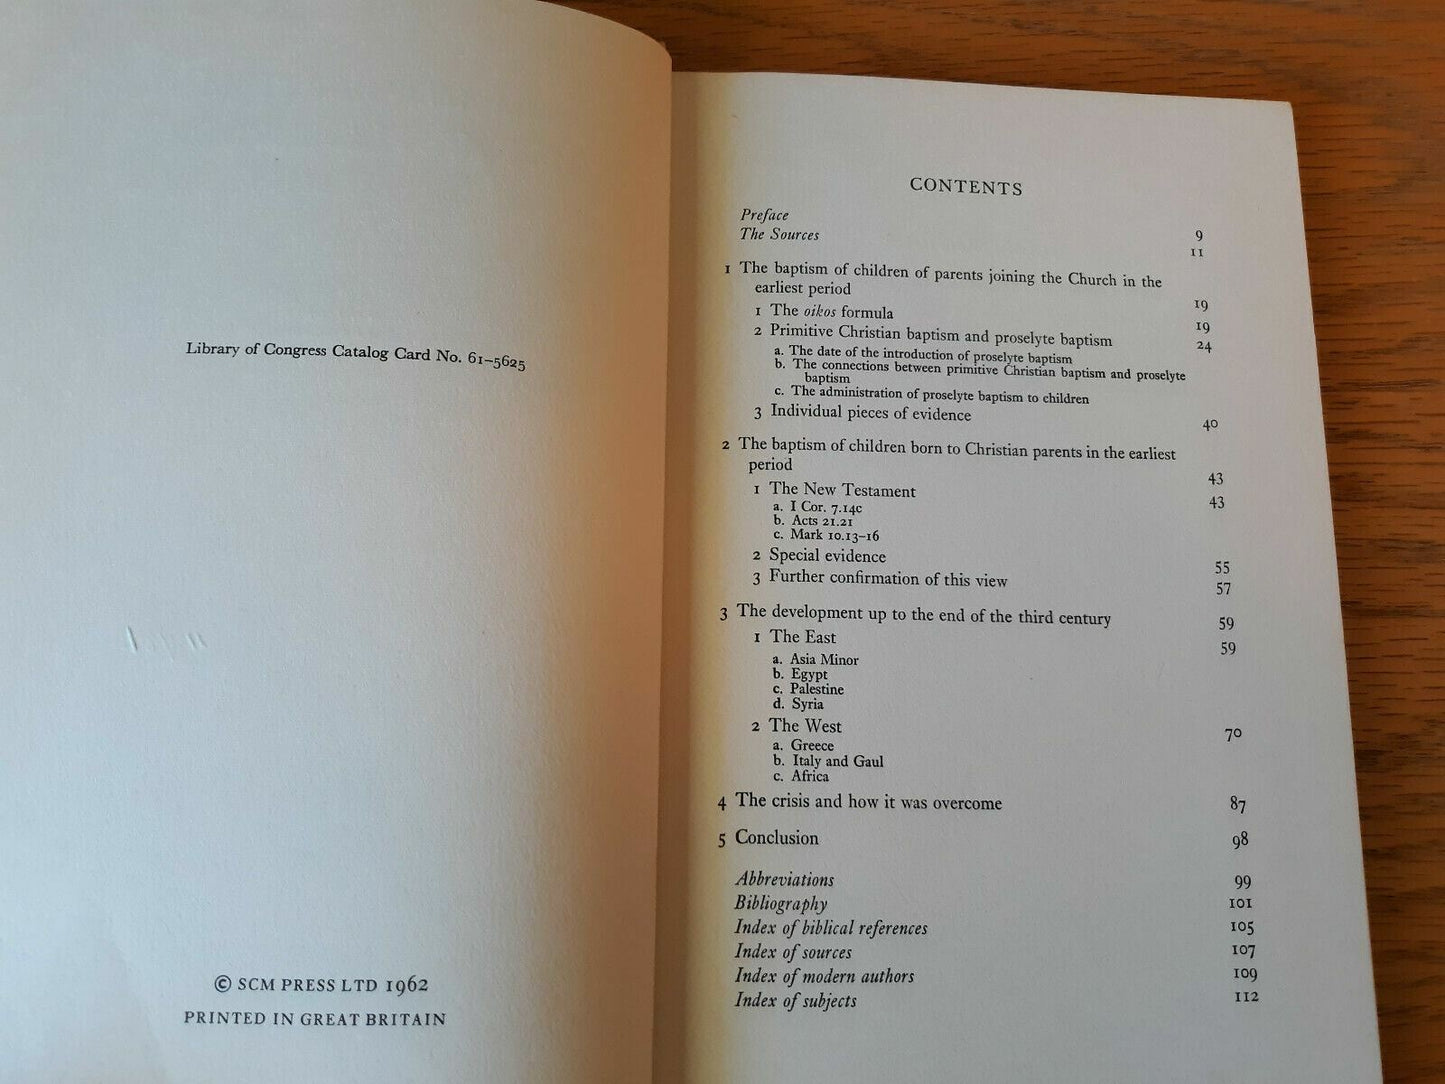 Library of Congress Catalog Card No. 61–5625
© SCM PRESS LTD 1962
PRINTED IN GREAT BRITAIN
CONTENTS
Preface 9
The Sources 11
1 The baptism of children of parents joining the Church in the
earliest period 19
1 The oikos formula 19
2 Primitive Christian baptism and proselyte baptism 24
a. The date of the introduction of proselyte baptism
b. The connections between primitive Christian baptism and proselyte
baptism
c. The administration of proselyte baptism to children
3 Individual pieces of evidence 40
2 The baptism of children born to Christian parents in the earliest
period 43
1 The New Testament 43
a. I Cor. 7.14c
b. Acts 21.21
c. Mark 10.13–16
2 Special evidence 55
3 Further confirmation of this view 57
3 The development up to the end of the third century 59
1 The East 59
a. Asia Minor
b. Egypt
c. Palestine
d. Syria
2 The West 70
a. Greece
b. Italy and Gaul
c. Africa
4 The crisis and how it was overcome 87
5 Conclusion 98
Abbreviations 99
Bibliography 101
Index of biblical references 105
Index of sources 107
Index of modern authors 109
Index of subjects 112